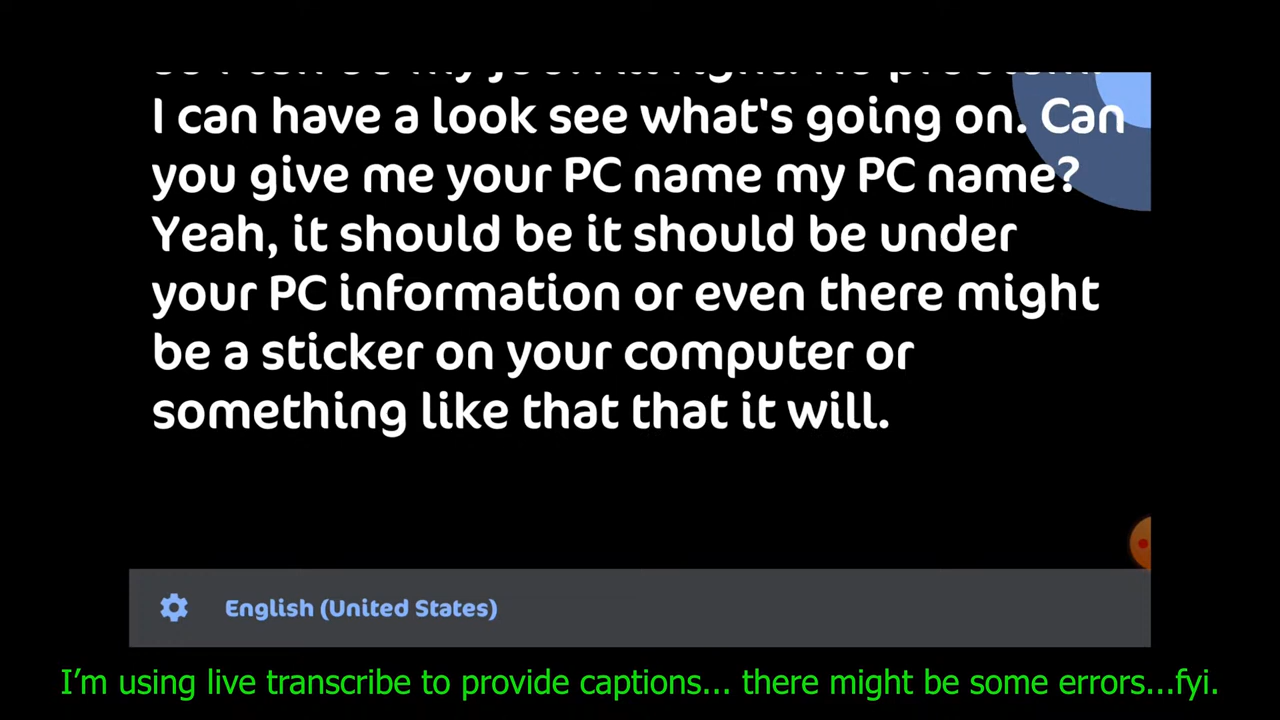 I can have a look see what's going on. Can
you give me your PC name my PC name?
Yeah, it should be it should be under
your PC information or even there might
be a sticker on your computer or
something like that that it will.
English (United States)
I'm using live transcribe to provide captions... there might be some errors...fyi.